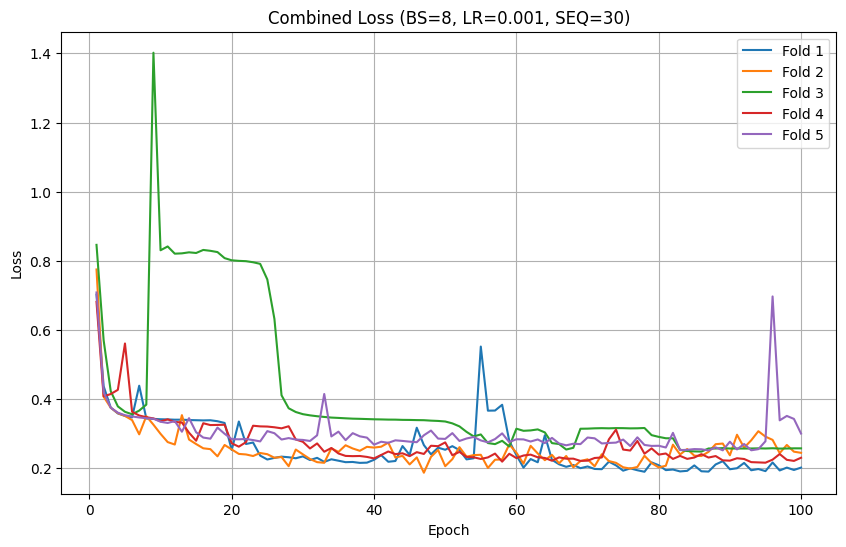 Combined Loss (BS=8, LR=0.001, SEQ=30)
Loss
1.4
1.2
1.0
0.8
0.6
0.4
0.2
Fold 1
Fold 2
Fold 3
Fold 4
Fold 5
0 20 40 60 80 100
Epoch